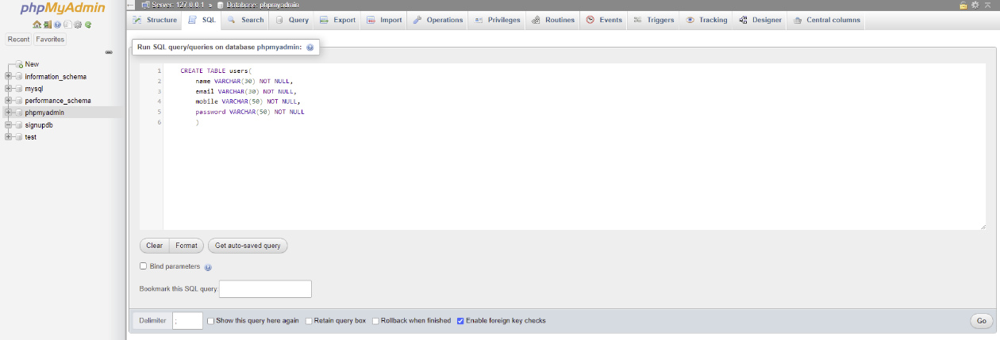 phpMyAdmin
Recent Favorites
New
information_schema
mysql
performance_schema
phpmyadmin
signupdb
test
Server: 127.0.0.1 » Database: phpmyadmin
Structure SQL Search Query Export Import Operations Privileges Routines Events Triggers Tracking Designer Central columns
Run SQL query/queries on database phpmyadmin:
1 CREATE TABLE users(
2 name VARCHAR(30) NOT NULL,
3 email VARCHAR(30) NOT NULL,
4 mobile VARCHAR(50) NOT NULL,
5 password VARCHAR(50) NOT NULL
6 )
Clear Format Get auto-saved query
Bind parameters
Bookmark this SQL query:
Delimiter ; Show this query here again Retain query box Rollback when finished Enable foreign key checks Go